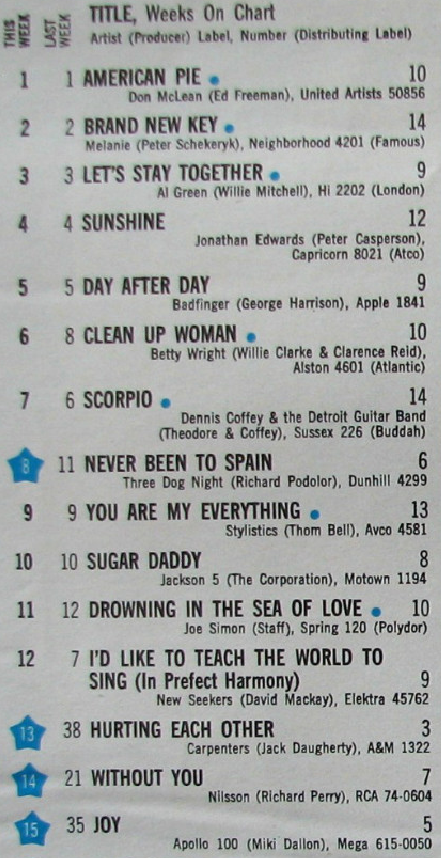 THIS WEEK LAST WEEK TITLE, Weeks On Chart
Artist (Producer) Label, Number (Distributing Label)
1 1 AMERICAN PIE • 10
Don McLean (Ed Freeman), United Artists 50856
2 2 BRAND NEW KEY • 14
Melanie (Peter Schekeryk), Neighborhood 4201 (Famous)
3 3 LET'S STAY TOGETHER • 9
Al Green (Willie Mitchell), Hi 2202 (London)
4 4 SUNSHINE 12
Jonathan Edwards (Peter Casperson),
Capricorn 8021 (Atco)
5 5 DAY AFTER DAY 9
Badfinger (George Harrison), Apple 1841
6 8 CLEAN UP WOMAN • 10
Betty Wright (Willie Clarke & Clarence Reid),
Alston 4601 (Atlantic)
7 6 SCORPIO • 14
Dennis Coffey & the Detroit Guitar Band
(Theodore & Coffey), Sussex 226 (Buddah)
8 11 NEVER BEEN TO SPAIN 6
Three Dog Night (Richard Podolor), Dunhill 4299
9 9 YOU ARE MY EVERYTHING • 13
Stylistics (Thom Bell), Avco 4581
10 10 SUGAR DADDY 8
Jackson 5 (The Corporation), Motown 1194
11 12 DROWNING IN THE SEA OF LOVE • 10
Joe Simon (Staff), Spring 120 (Polydor)
12 7 I'D LIKE TO TEACH THE WORLD TO
SING (In Prefect Harmony) 9
New Seekers (David Mackay), Elektra 45762
13 38 HURTING EACH OTHER 3
Carpenters (Jack Daugherty), A&M 1322
14 21 WITHOUT YOU 7
Nilsson (Richard Perry), RCA 74-0604
15 35 JOY 5
Apollo 100 (Miki Dallon), Mega 615-0050